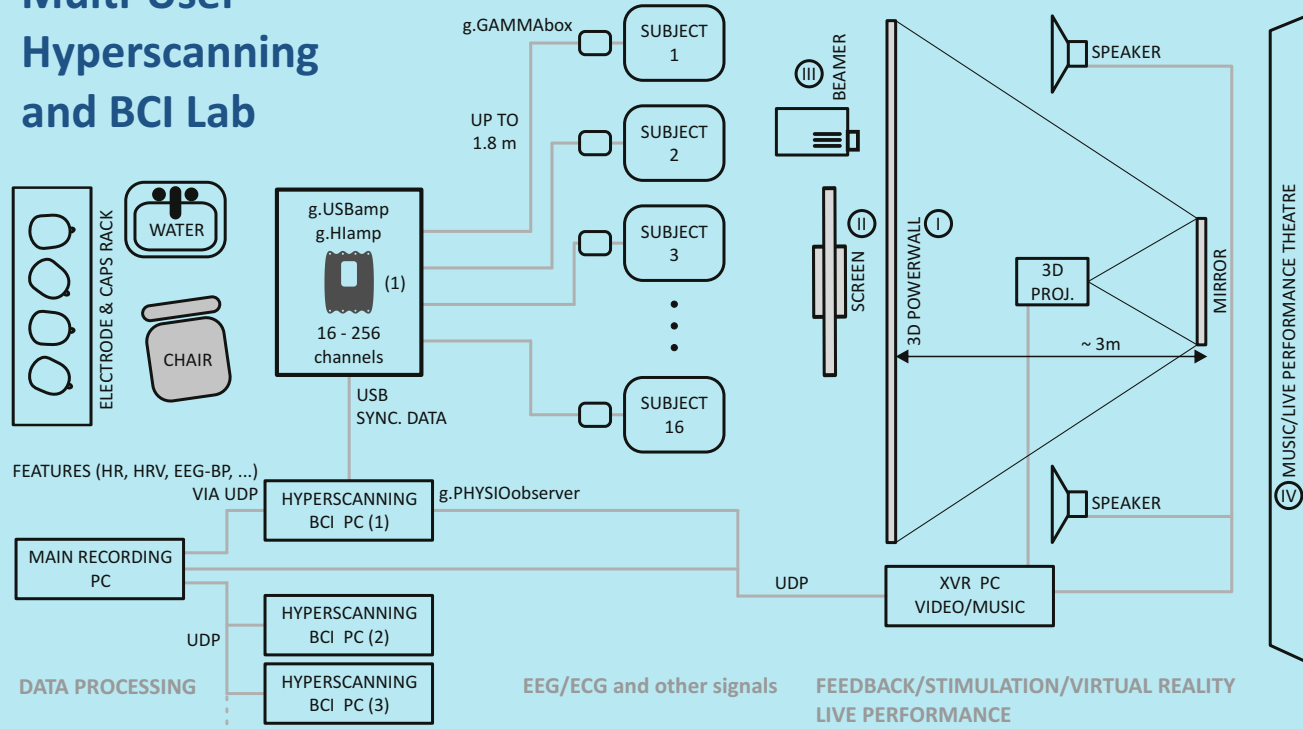 Multi-User
Hyperscanning
and BCI Lab
g.GAMMAbox
UP TO
1.8 m
SUBJECT
1
SUBJECT
2
SUBJECT
3
SUBJECT
16
ELECTRODE & CAPS RACK
WATER
CHAIR
g.USBamp
g.HIamp
(1)
16 - 256
channels
USB
SYNC. DATA
III
BEAMER
II
SCREEN
I
3D POWERWALL
3D
PROJ.
MIRROR
~ 3m
SPEAKER
SPEAKER
IV
MUSIC/LIVE PERFORMANCE THEATRE
FEATURES (HR, HRV, EEG-BP, ...)
VIA UDP
HYPERSCANNING
BCI PC (1)
g.PHYSIOobserver
MAIN RECORDING
PC
UDP
XVR PC
VIDEO/MUSIC
UDP
HYPERSCANNING
BCI PC (2)
HYPERSCANNING
BCI PC (3)
DATA PROCESSING
EEG/ECG and other signals
FEEDBACK/STIMULATION/VIRTUAL REALITY
LIVE PERFORMANCE